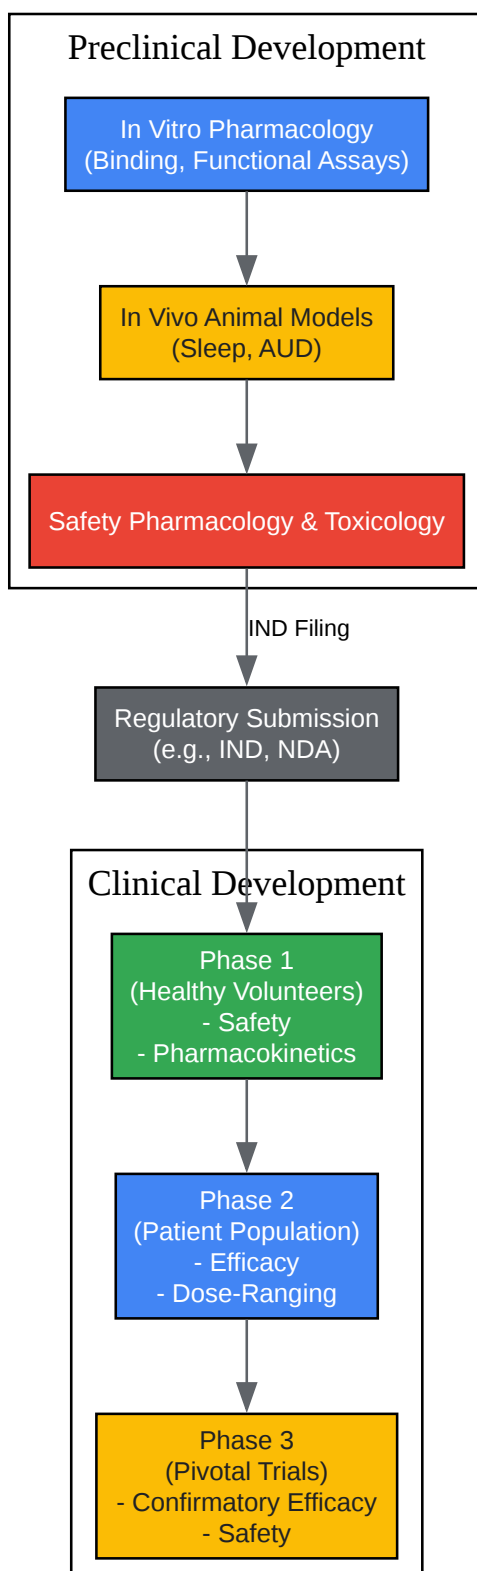 Preclinical Development
In Vitro Pharmacology
(Binding, Functional Assays)
In Vivo Animal Models
(Sleep, AUD)
Safety Pharmacology & Toxicology
IND Filing
Regulatory Submission
(e.g., IND, NDA)
Clinical Development
Phase 1
(Healthy Volunteers)
- Safety
- Pharmacokinetics
Phase 2
(Patient Population)
- Efficacy
- Dose-Ranging
Phase 3
(Pivotal Trials)
- Confirmatory Efficacy
- Safety